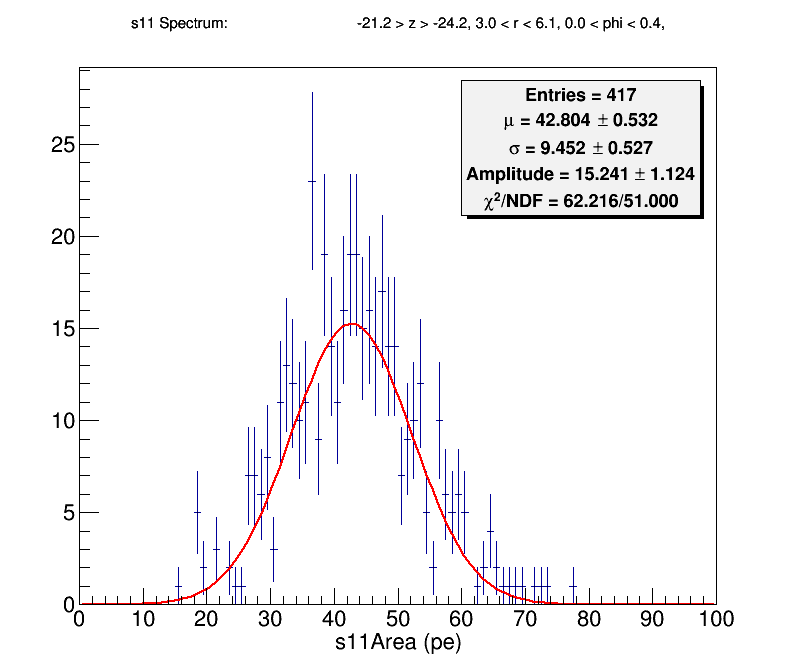 s11 Spectrum: -21.2 > z > -24.2, 3.0 < r < 6.1, 0.0 < phi < 0.4,
Entries = 417
μ = 42.804 ± 0.532
σ = 9.452 ± 0.527
Amplitude = 15.241 ± 1.124
χ²/NDF = 62.216/51.000
25
20
15
10
5
0
0 10 20 30 40 50 60 70 80 90 100
s11Area (pe)